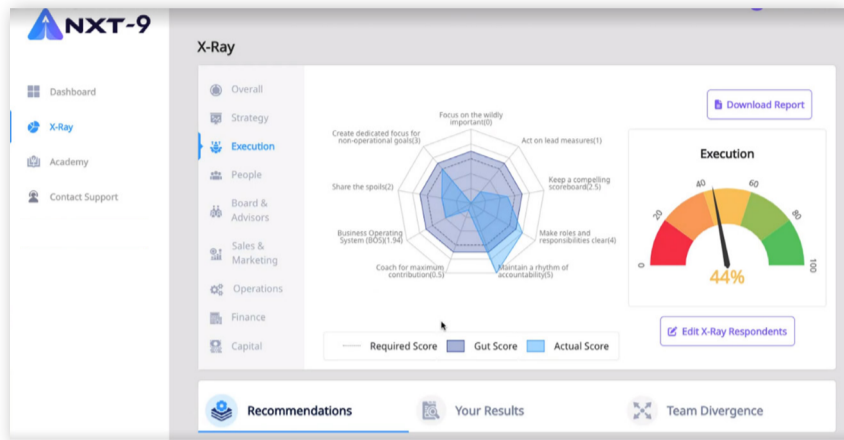 NXT-9
Dashboard
X-Ray
Academy
Contact Support
X-Ray
Overall
Strategy
Execution
People
Board &
Advisors
Sales &
Marketing
Operations
Finance
Capital
Focus on the wildly
important(0)
Act on lead measures(1)
Keep a compelling
scoreboard(2.5)
Make roles and
responsibilities clear(4)
Maintain a rhythm of
accountability(5)
Coach for maximum
contribution(0.5)
Business Operating
System (BOS)(1.94)
Share the spoils(2)
Create dedicated focus for
non-operational goals(3)
Required Score
Gut Score
Actual Score
Download Report
Execution
0
20
40
60
80
100
44%
Edit X-Ray Respondents
Recommendations
Your Results
Team Divergence